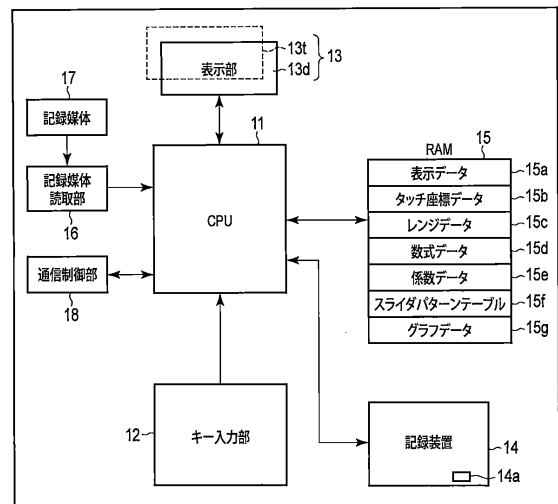 13t
13
表示部
13d
17
記録媒体
11
RAM
15
表示データ
15a
タッチ座標データ
15b
記録媒体
読取部
16
CPU
レンジデータ
15c
数式データ
15d
通信制御部
18
係数データ
15e
スライダパターンテーブル
15f
グラフデータ
15g
12
キー入力部
記録装置
14
14a